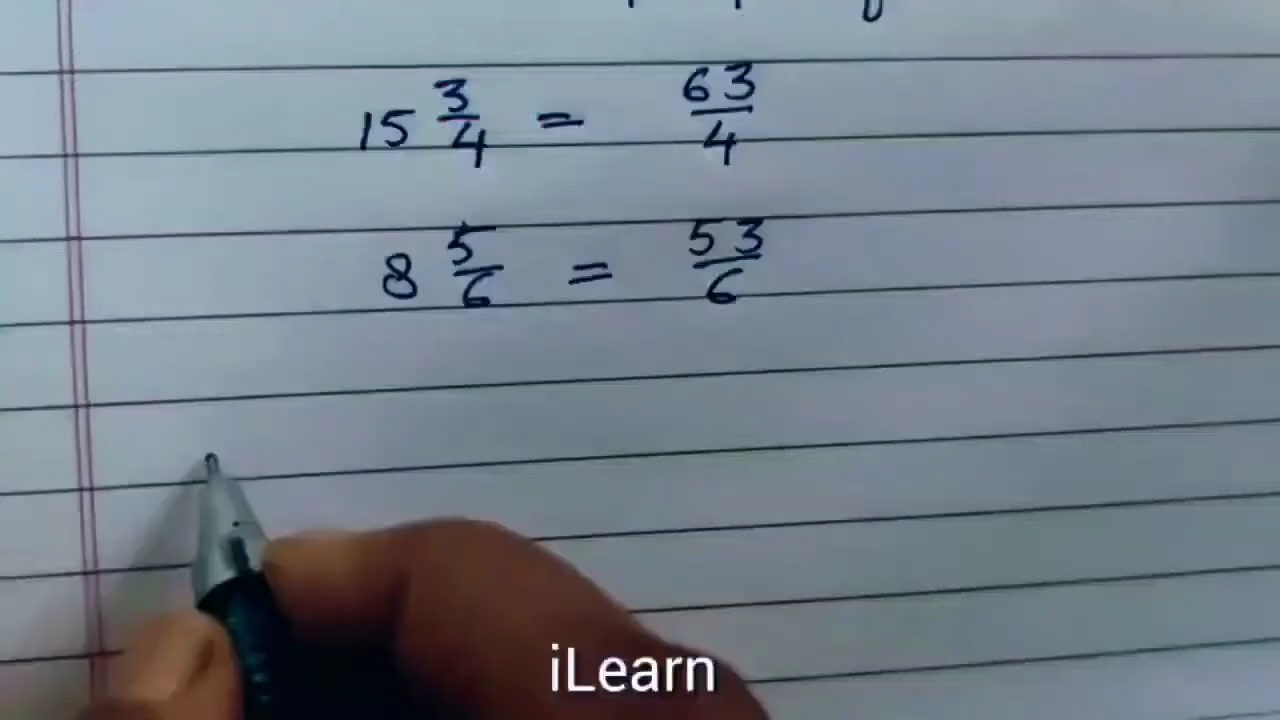 15 3/4 = 63/4
8 5/6 = 53/6
iLearn